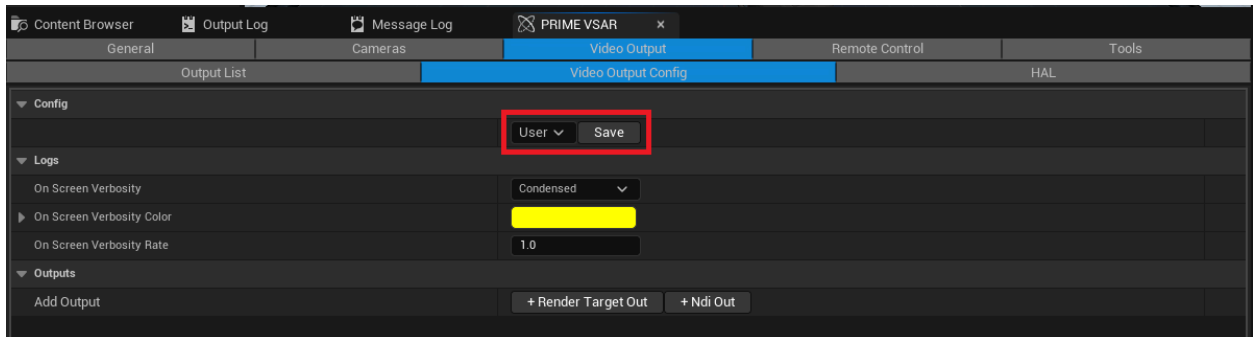 Content Browser Output Log Message Log PRIME VSAR ×
General Cameras Video Output Remote Control Tools
Output List Video Output Config HAL
Config
User Save
Logs
On Screen Verbosity Condensed
On Screen Verbosity Color
On Screen Verbosity Rate 1.0
Outputs
Add Output + Render Target Out + Ndi Out